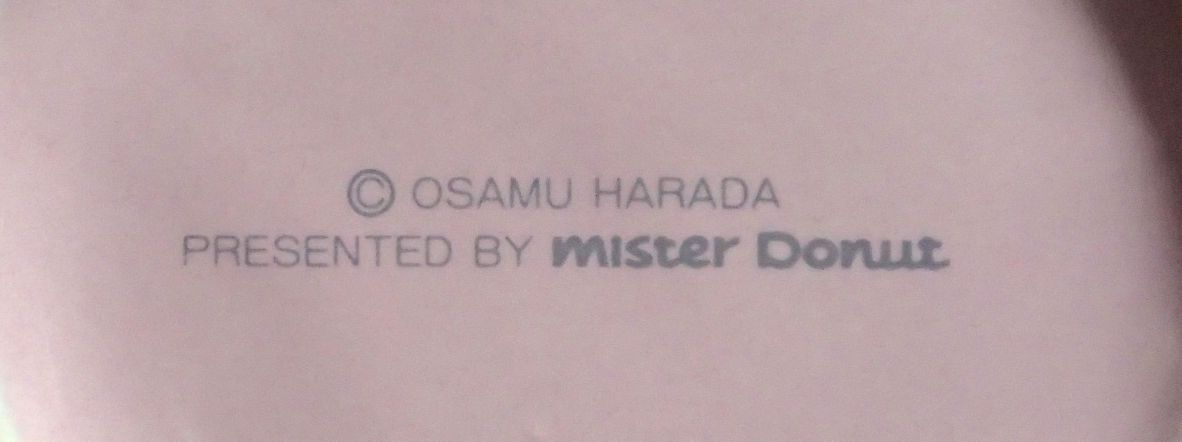 © OSAMU HARADA
PRESENTED BY mister Donut